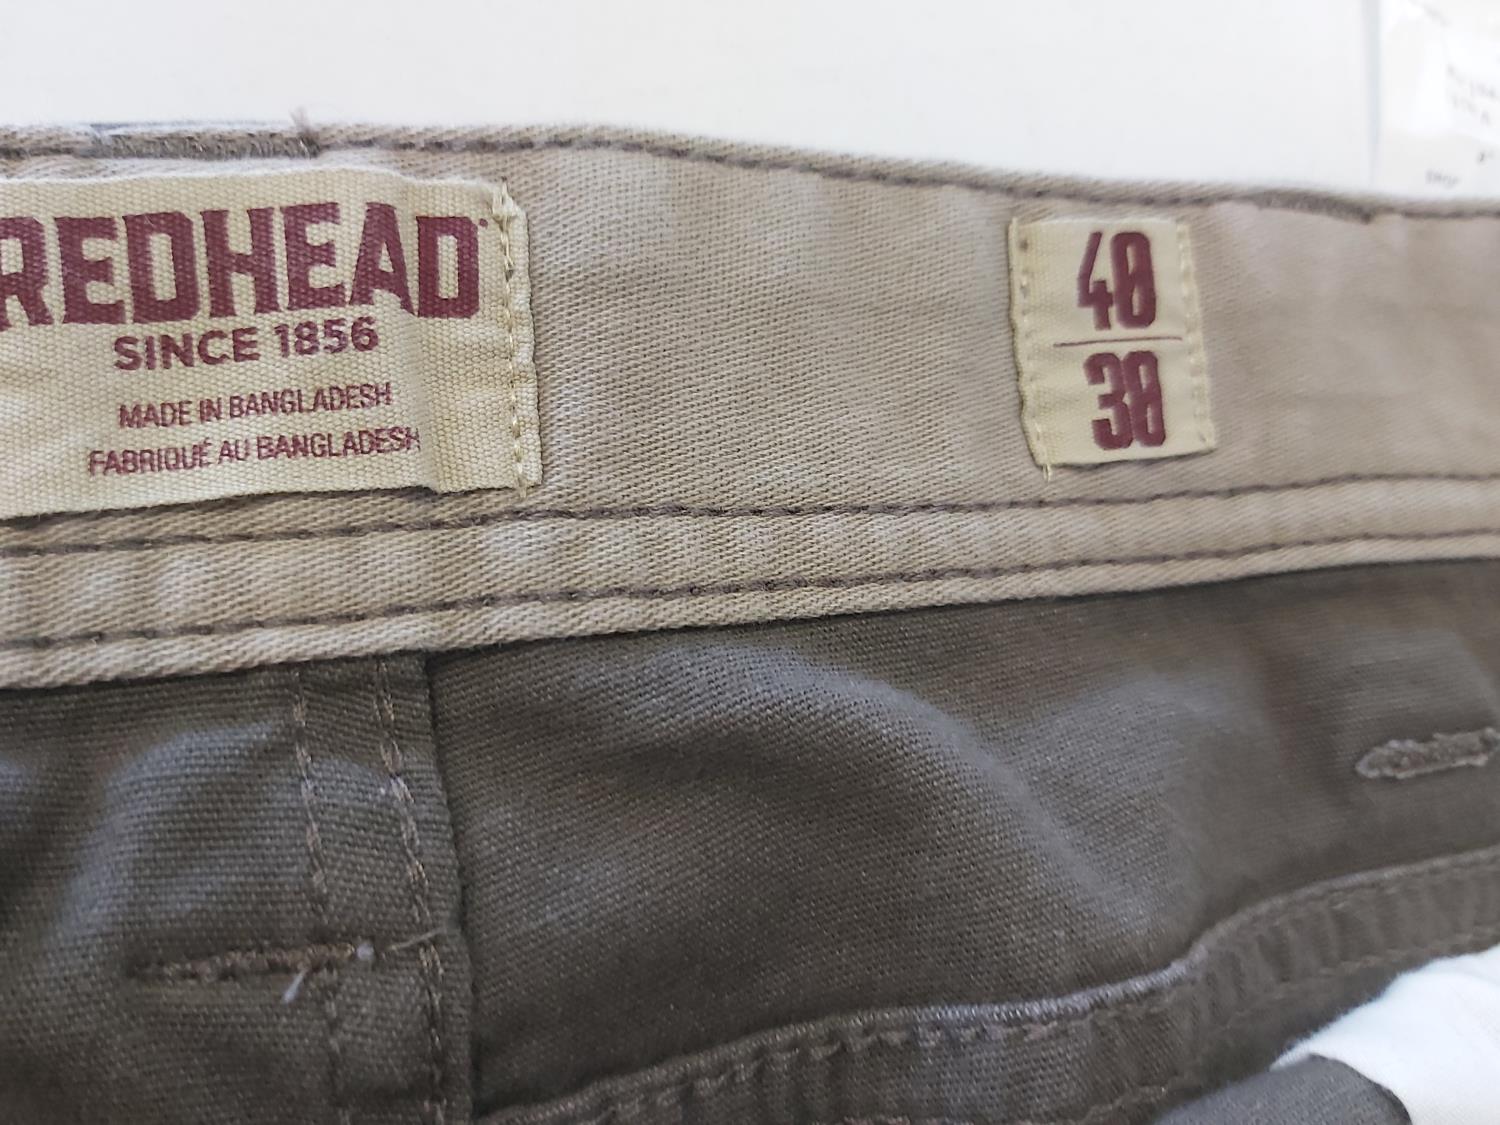 REDHEAD
SINCE 1856
MADE IN BANGLADESH
FABRIQUÉ AU BANGLADESH
40
30